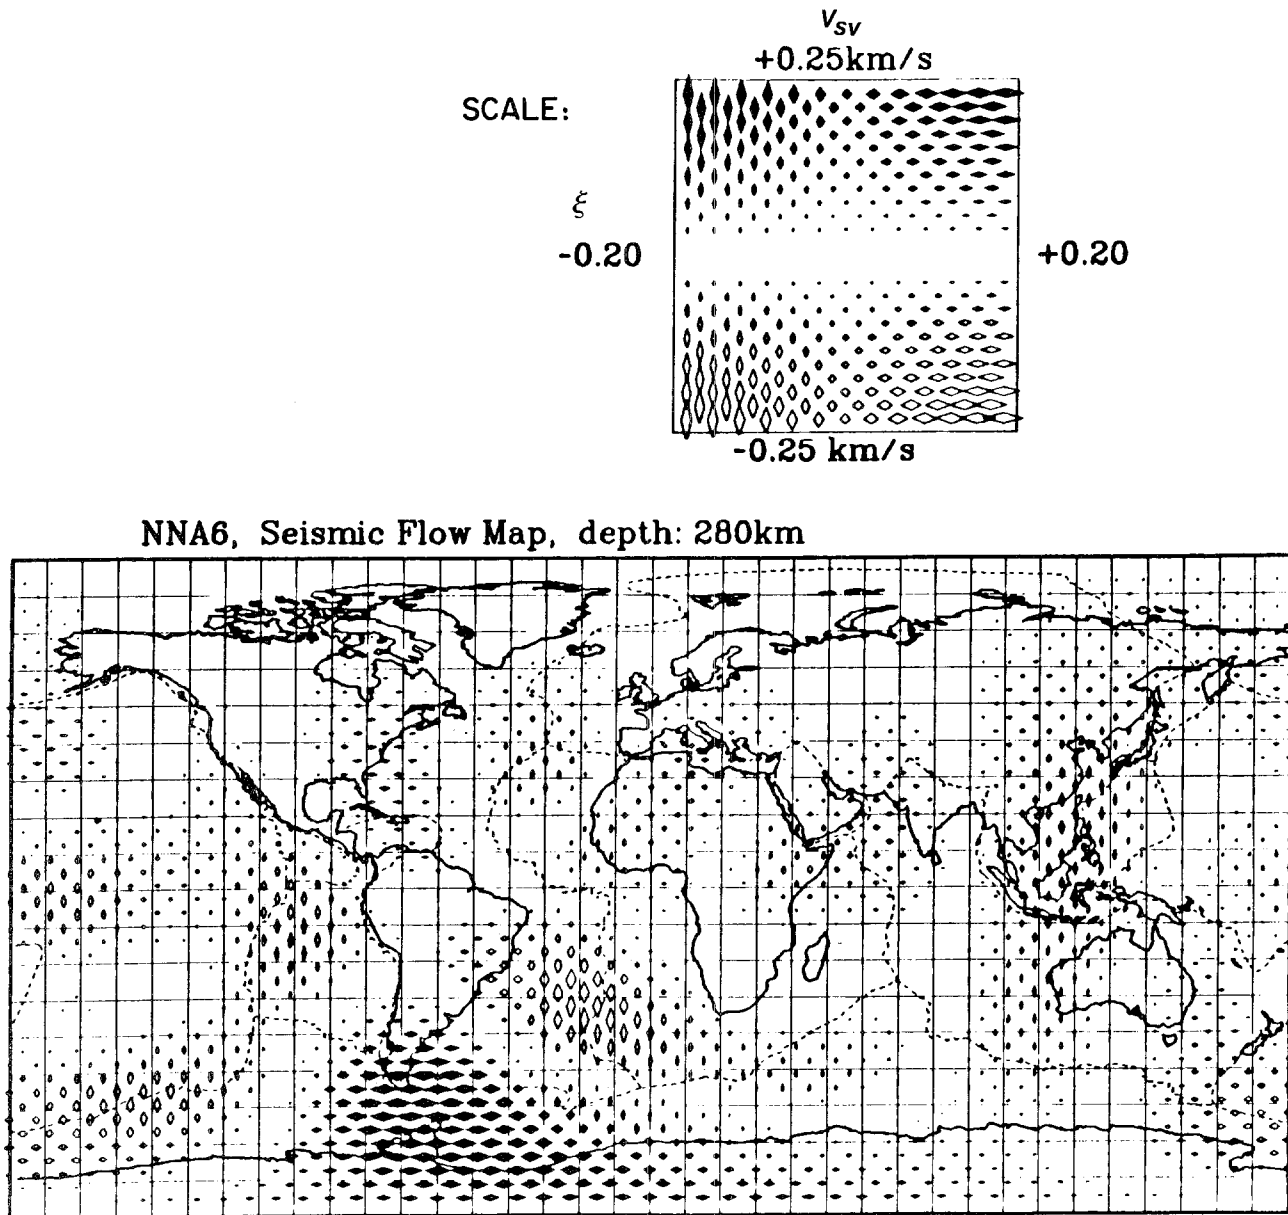 V_SV
+0.25km/s
SCALE:
ξ
-0.20
+0.20
-0.25 km/s
NNA6, Seismic Flow Map, depth: 280km